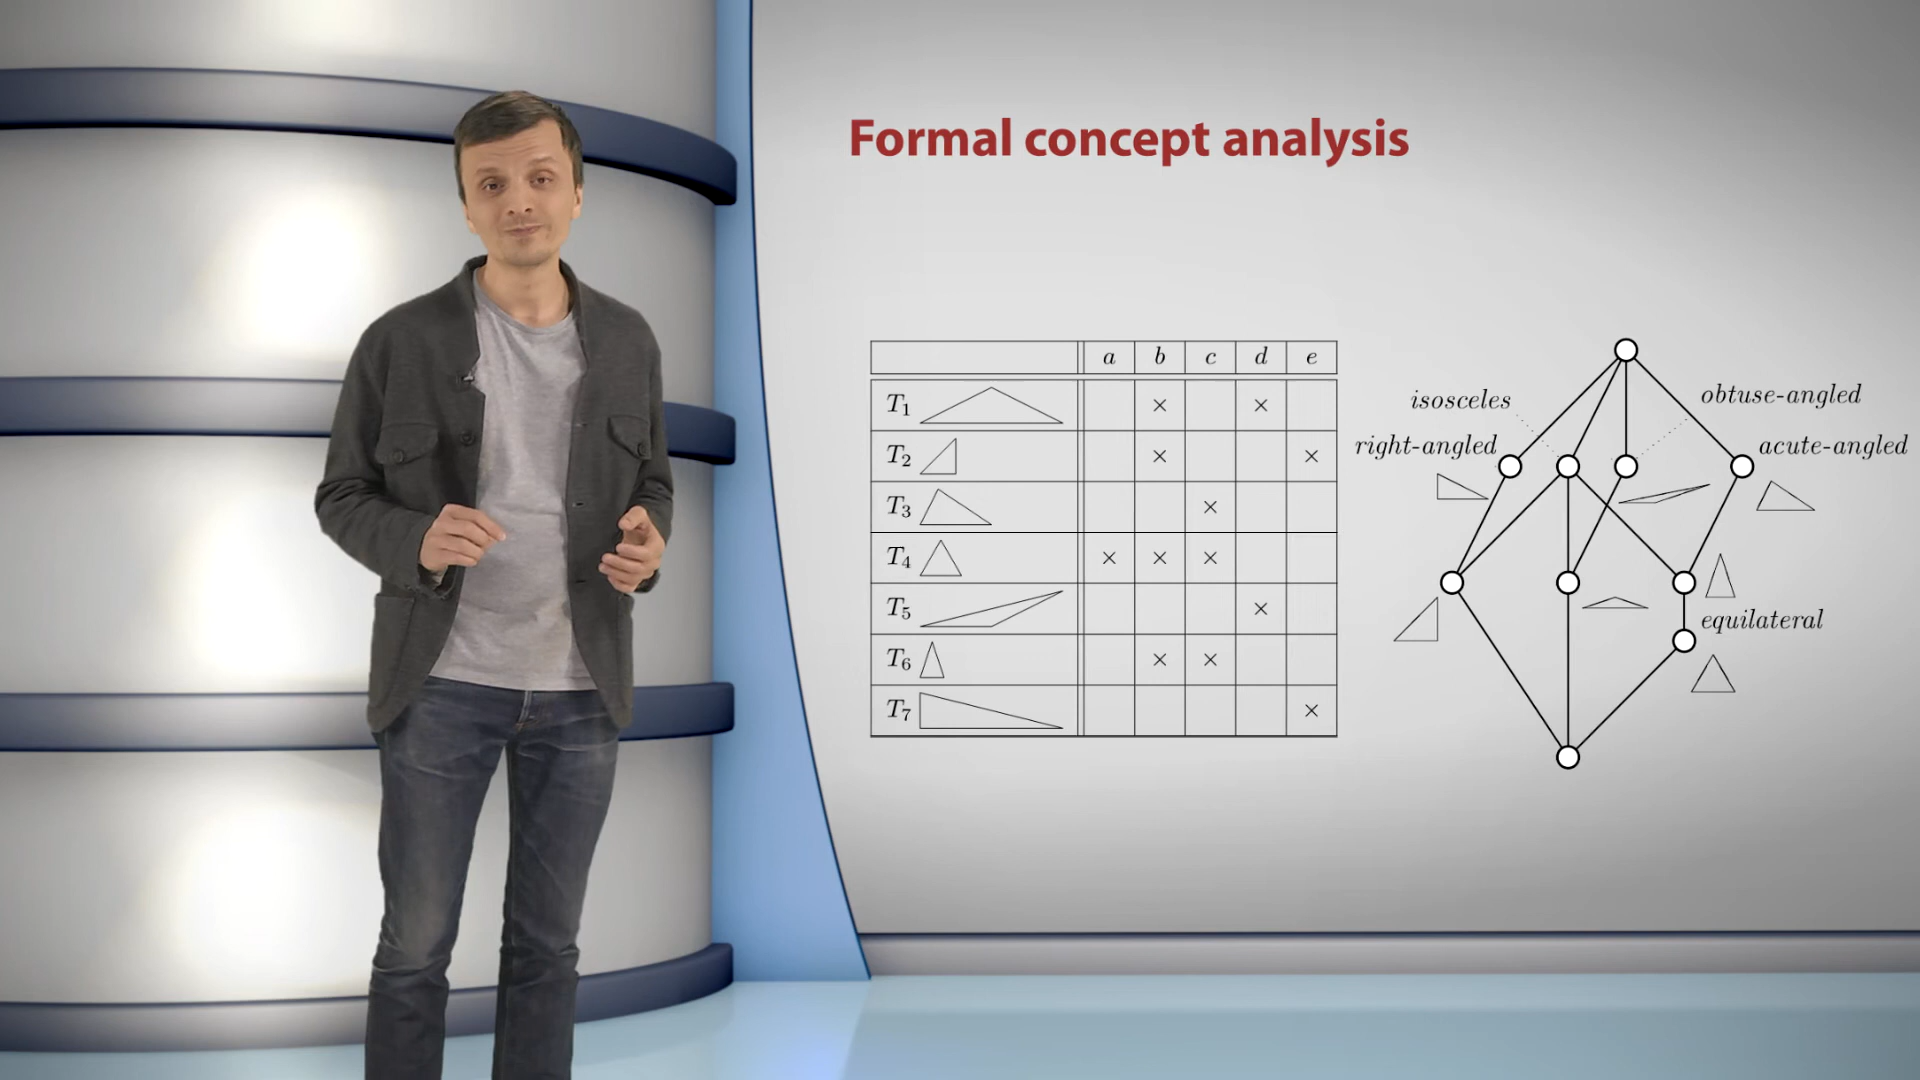 Formal concept analysis
a b c d e
T1 × ×
T2 × ×
T3 ×
T4 × × ×
T5 ×
T6 × ×
T7 ×
isosceles
obtuse-angled
right-angled
acute-angled
equilateral